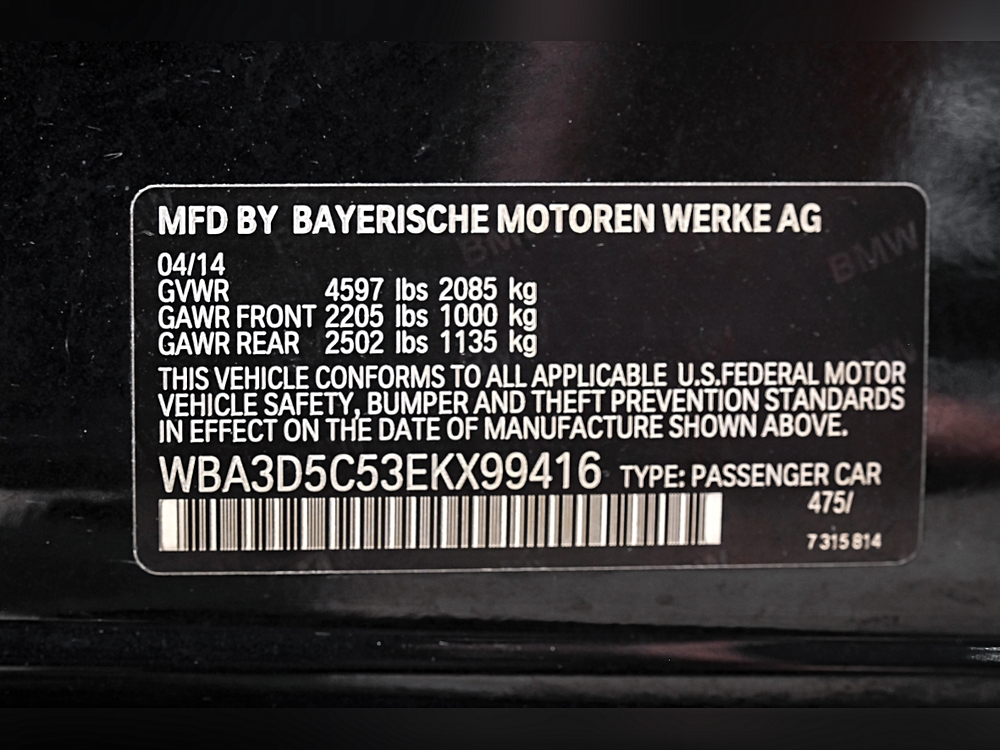 MFD BY BAYERISCHE MOTOREN WERKE AG
04/14
GVWR 4597 lbs 2085 kg
GAWR FRONT 2205 lbs 1000 kg
GAWR REAR 2502 lbs 1135 kg
THIS VEHICLE CONFORMS TO ALL APPLICABLE U.S.FEDERAL MOTOR
VEHICLE SAFETY, BUMPER AND THEFT PREVENTION STANDARDS
IN EFFECT ON THE DATE OF MANUFACTURE SHOWN ABOVE.
WBA3D5C53EKX99416 TYPE: PASSENGER CAR
475/
7 315 814
BMW